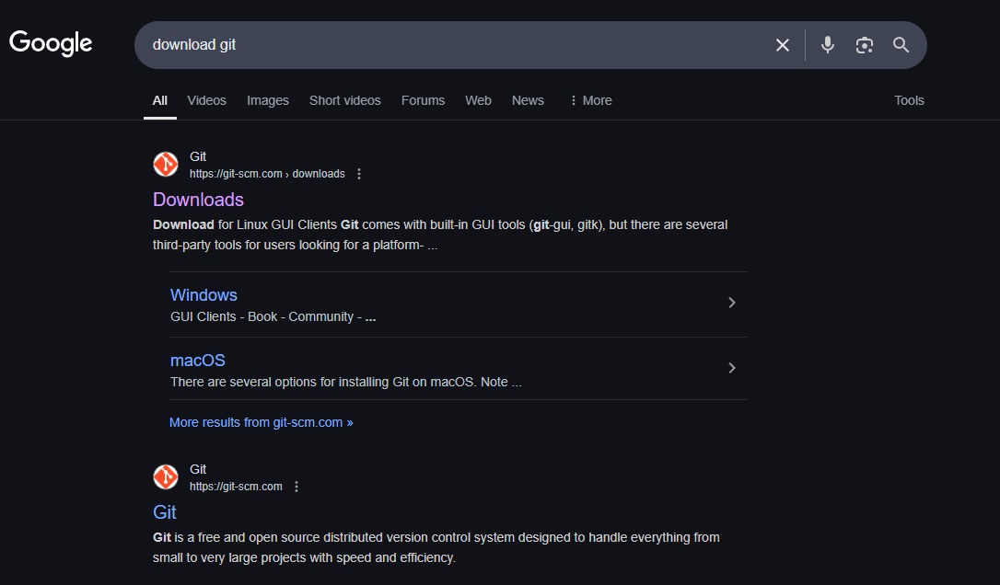 Google
download git
All Videos Images Short videos Forums Web News More Tools
Git
https://git-scm.com › downloads
Downloads
Download for Linux GUI Clients Git comes with built-in GUI tools (git-gui, gitk), but there are several
third-party tools for users looking for a platform- ...
Windows
GUI Clients - Book - Community - ...
macOS
There are several options for installing Git on macOS. Note ...
More results from git-scm.com »
Git
https://git-scm.com
Git
Git is a free and open source distributed version control system designed to handle everything from
small to very large projects with speed and efficiency.